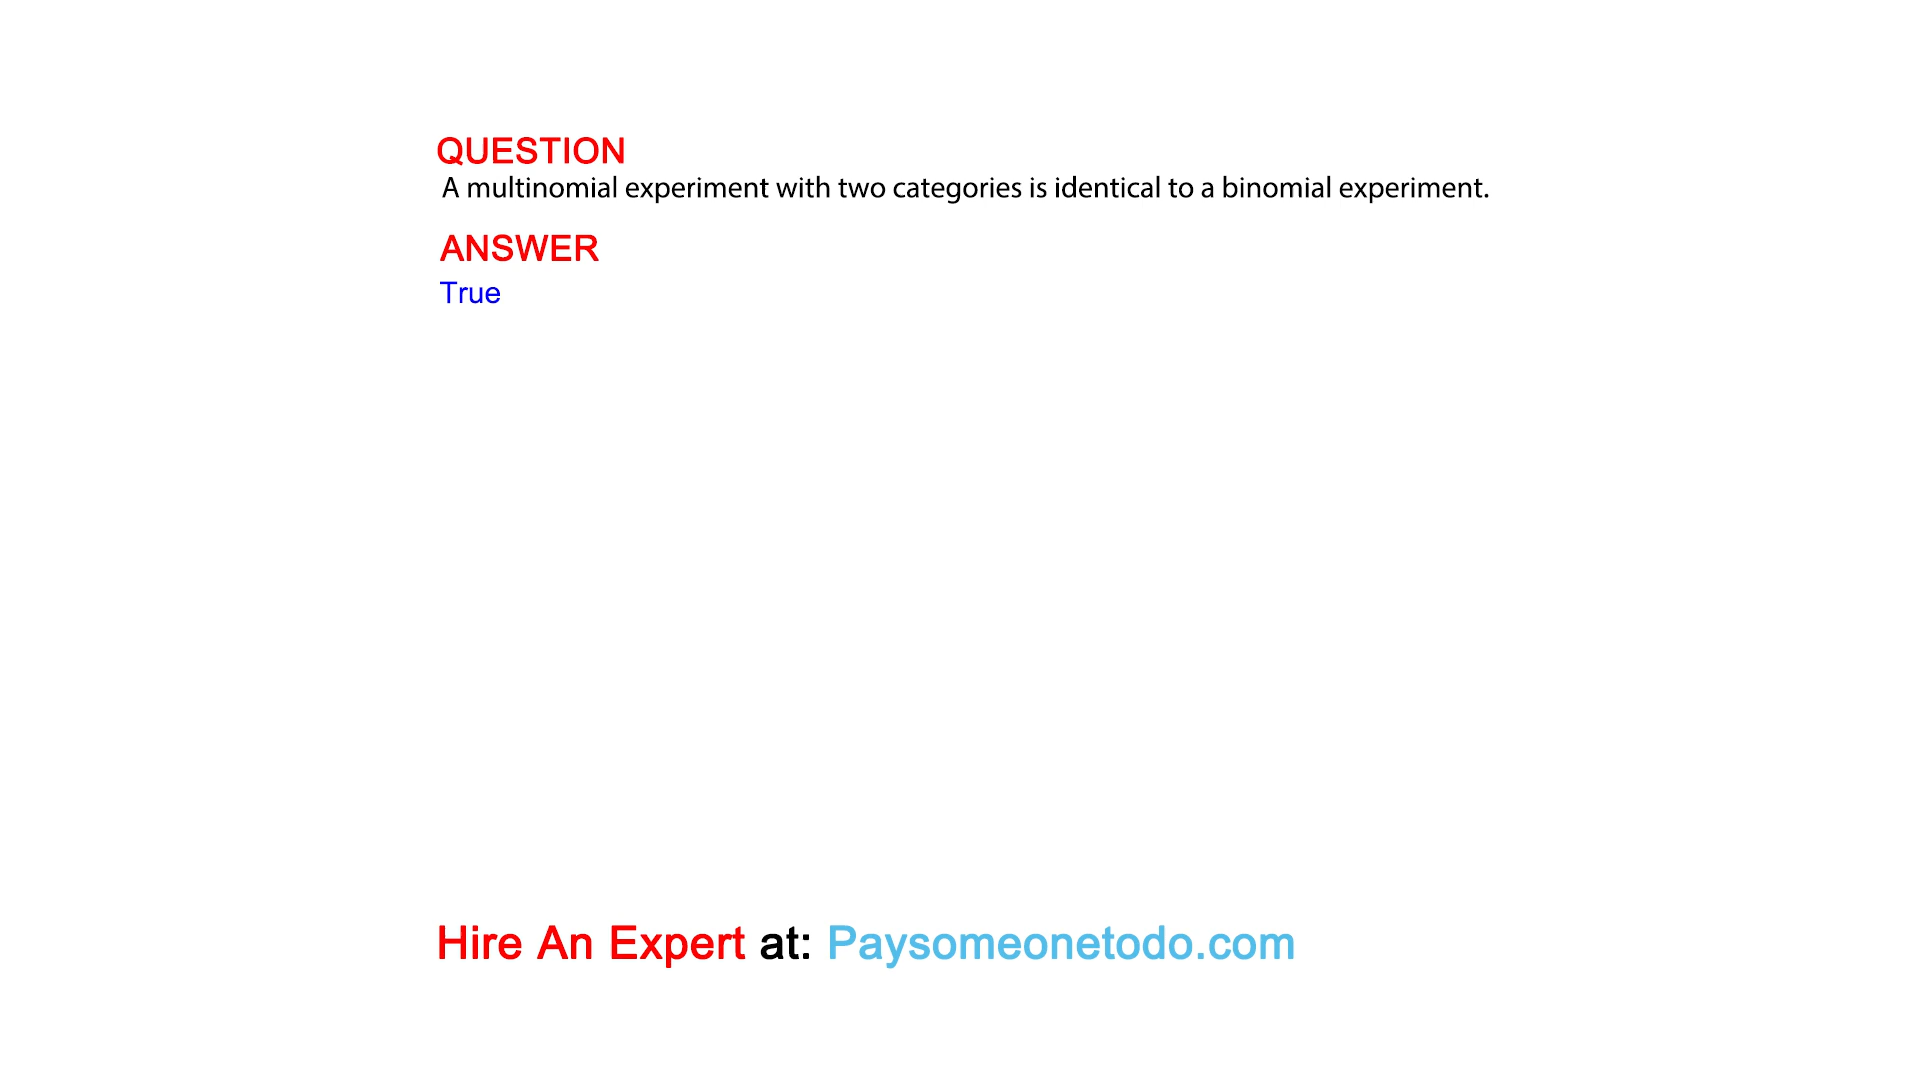 QUESTION
A multinomial experiment with two categories is identical to a binomial experiment.
ANSWER
True
Hire An Expert at: Paysomeonetodo.com